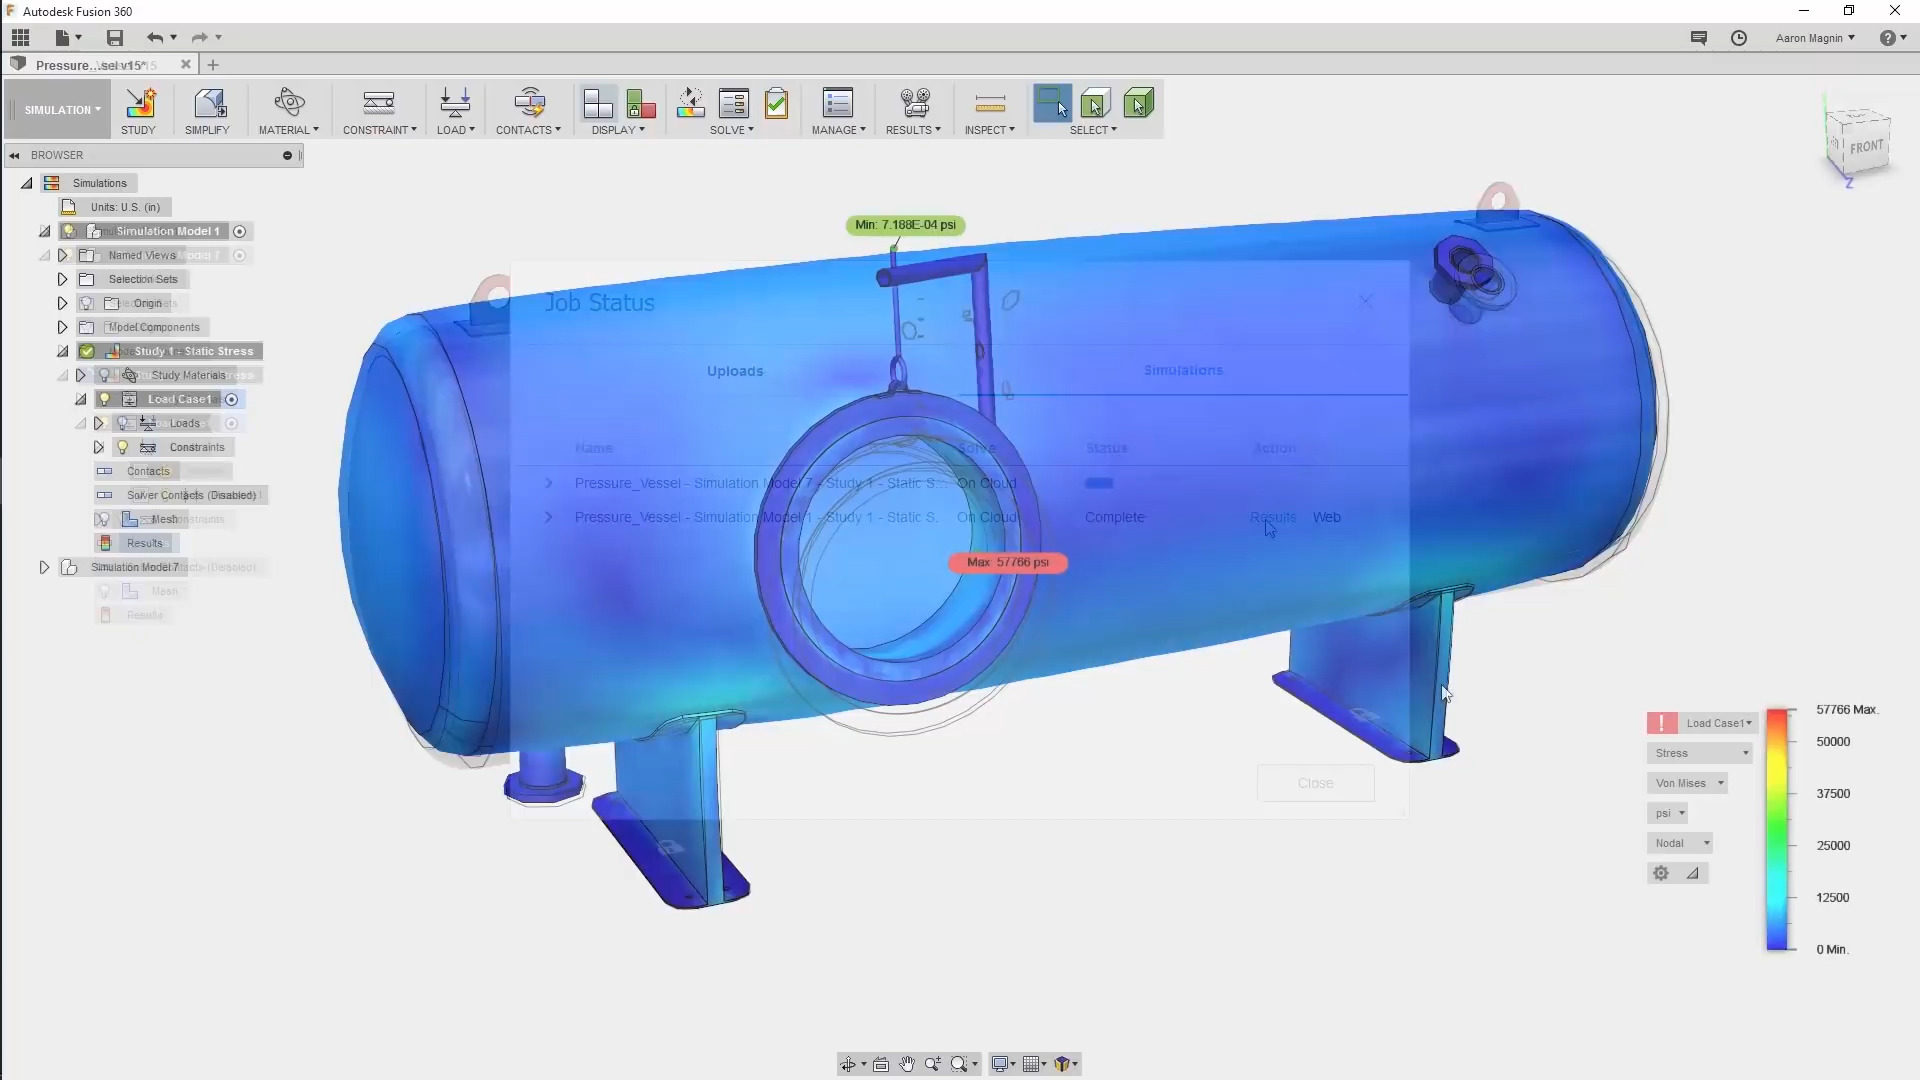 Autodesk Fusion 360
Aaron Magnin
Pressure...sel v15*
SIMULATION
STUDY
SIMPLIFY
MATERIAL
CONSTRAINT
LOAD
CONTACTS
DISPLAY
SOLVE
MANAGE
RESULTS
INSPECT
SELECT
BROWSER
FRONT
Z
Simulations
Units: U.S. (in)
Simulation Model 1
Named Views
Selection Sets
Origin
Model Components
Study 1 - Static Stress
Study Materials
Load Case1
Loads
Constraints
Contacts
Solver Contacts (Disabled)
Mesh
Results
Simulation Model 7
Mesh
Results
Min: 7.188E-04 psi
Job Status
Uploads
Simulations
Name
Solve
Status
Action
Pressure_Vessel - Simulation Model 7 - Study 1 - Static S...
On Cloud
Pressure_Vessel - Simulation Model 1 - Study 1 - Static S.
On Cloud
Complete
Results
Web
Max: 57766 psi
Close
Load Case1
Stress
Von Mises
psi
Nodal
57766 Max.
50000
37500
25000
12500
0 Min.